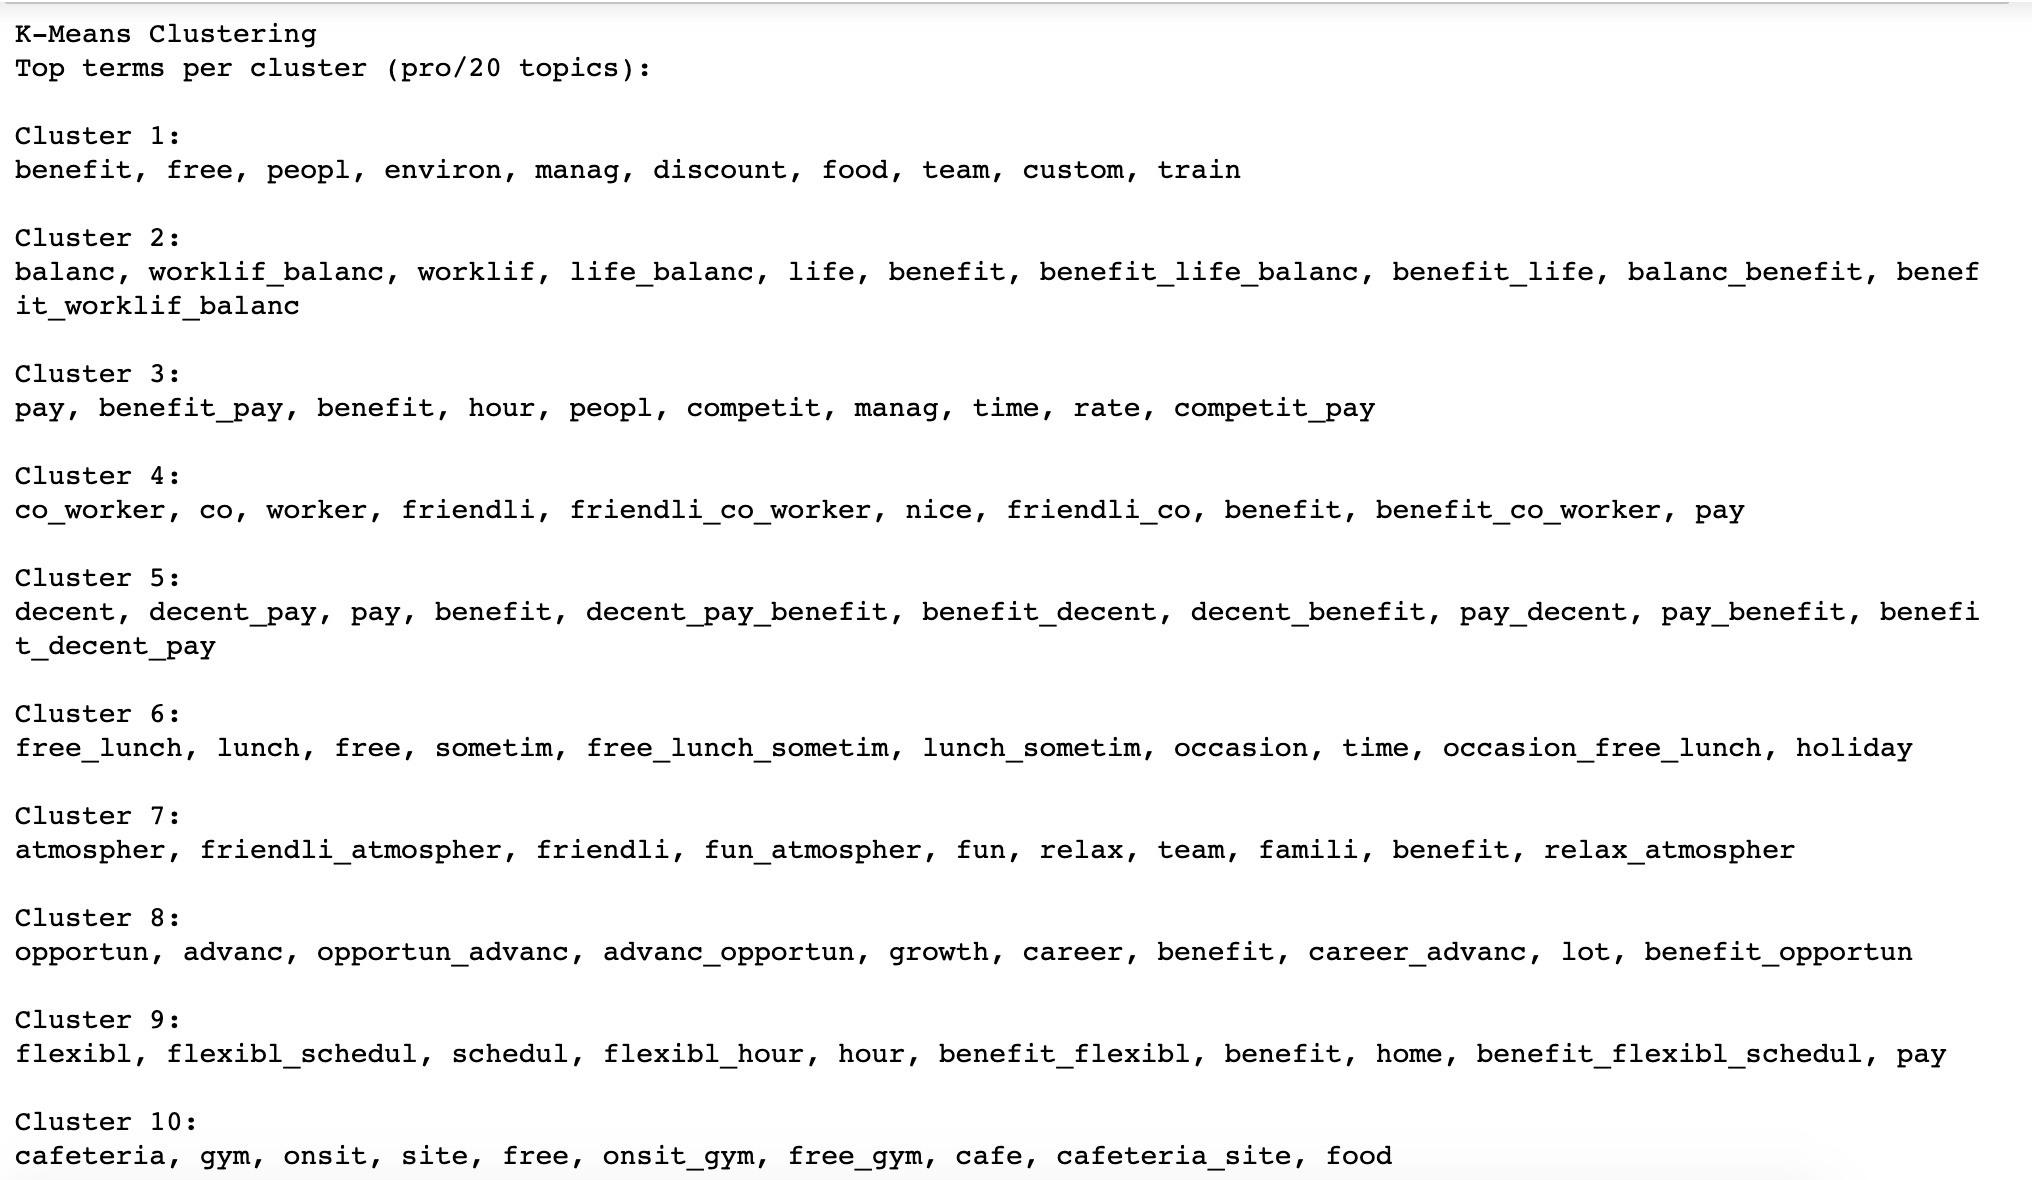 K-Means Clustering
Top terms per cluster (pro/20 topics):
Cluster 1:
benefit, free, peopl, environ, manag, discount, food, team, custom, train
Cluster 2:
balanc, worklif_balanc, worklif, life_balanc, life, benefit, benefit_life_balanc, benefit_life, balanc_benefit, benef
it_worklif_balanc
Cluster 3:
pay, benefit_pay, benefit, hour, peopl, competit, manag, time, rate, competit_pay
Cluster 4:
co_worker, co, worker, friendli, friendli_co_worker, nice, friendli_co, benefit, benefit_co_worker, pay
Cluster 5:
decent, decent_pay, pay, benefit, decent_pay_benefit, benefit_decent, decent_benefit, pay_decent, pay_benefit, benefi
t_decent_pay
Cluster 6:
free_lunch, lunch, free, sometim, free_lunch_sometim, lunch_sometim, occasion, time, occasion_free_lunch, holiday
Cluster 7:
atmospher, friendli_atmospher, friendli, fun_atmospher, fun, relax, team, famili, benefit, relax_atmospher
Cluster 8:
opportun, advanc, opportun_advanc, advanc_opportun, growth, career, benefit, career_advanc, lot, benefit_opportun
Cluster 9:
flexibl, flexibl_schedul, schedul, flexibl_hour, hour, benefit_flexibl, benefit, home, benefit_flexibl_schedul, pay
Cluster 10:
cafeteria, gym, onsit, site, free, onsit_gym, free_gym, cafe, cafeteria_site, food